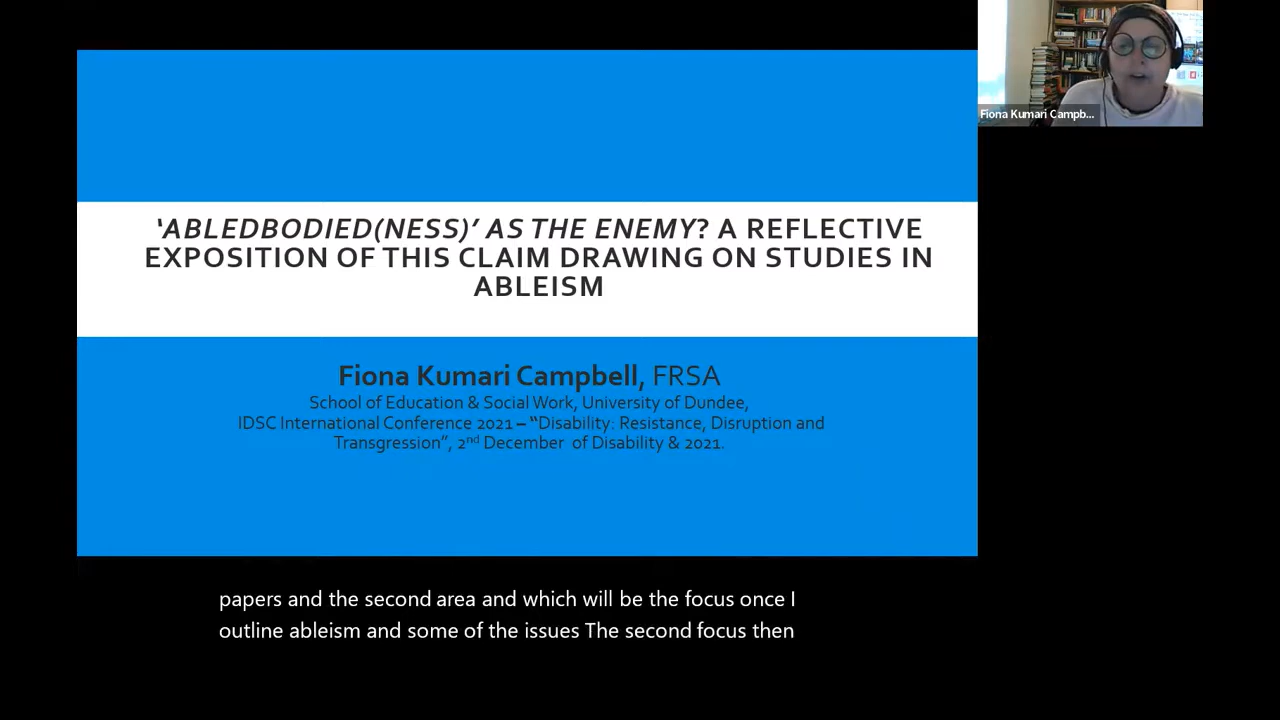 Fiona Kumari Campb...
‘ABLEDBODIED(NESS)’ AS THE ENEMY? A REFLECTIVE
EXPOSITION OF THIS CLAIM DRAWING ON STUDIES IN
ABLEISM
Fiona Kumari Campbell, FRSA
School of Education & Social Work, University of Dundee,
IDSC International Conference 2021 – “Disability: Resistance, Disruption and
Transgression”, 2nd December of Disability & 2021.
papers and the second area and which will be the focus once I
outline ableism and some of the issues The second focus then